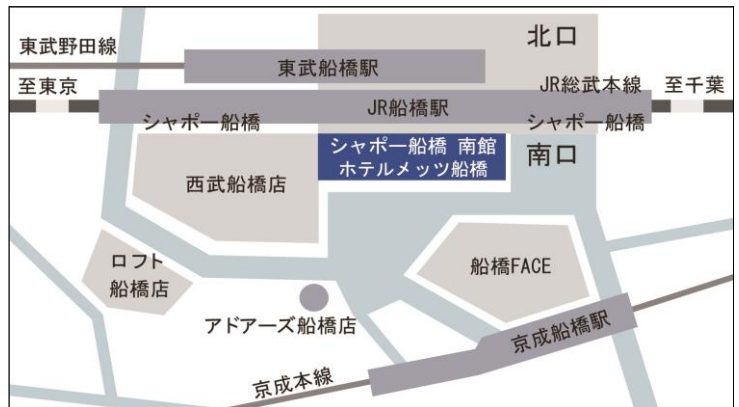 北口
東武野田線
東武船橋駅
至東京
JR総武本線
至千葉
JR船橋駅
シャポー船橋
シャポー船橋
シャポー船橋 南館
ホテルメッツ船橋
南口
西武船橋店
ロフト
船橋店
船橋FACE
アドアーズ船橋店
京成船橋駅
京成本線